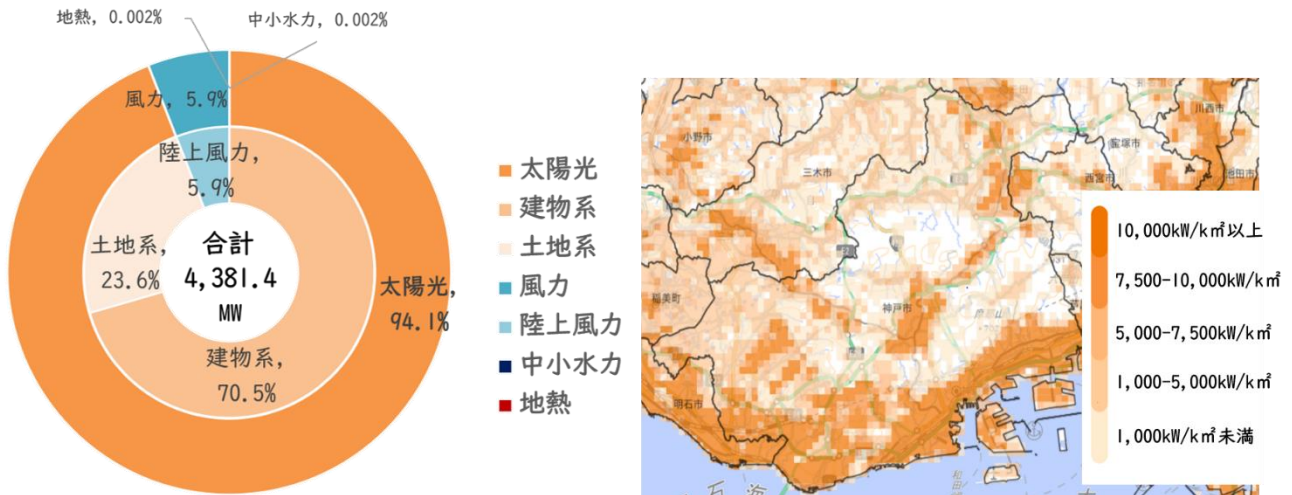 地熱, 0.002%
中小水力, 0.002%
風力, 5.9%
陸上風力,
5.9%
土地系,
23.6%
合計
4,381.4
MW
太陽光,
94.1%
建物系,
70.5%
太陽光
建物系
土地系
風力
陸上風力
中小水力
地熱
小野市
三木市
川西市
宝塚市
西宮市
池田市
稲美町
神戸市
明石市
10,000kW/k㎡以上
7,500-10,000kW/k㎡
5,000-7,500kW/k㎡
1,000-5,000kW/k㎡
1,000kW/k㎡未満